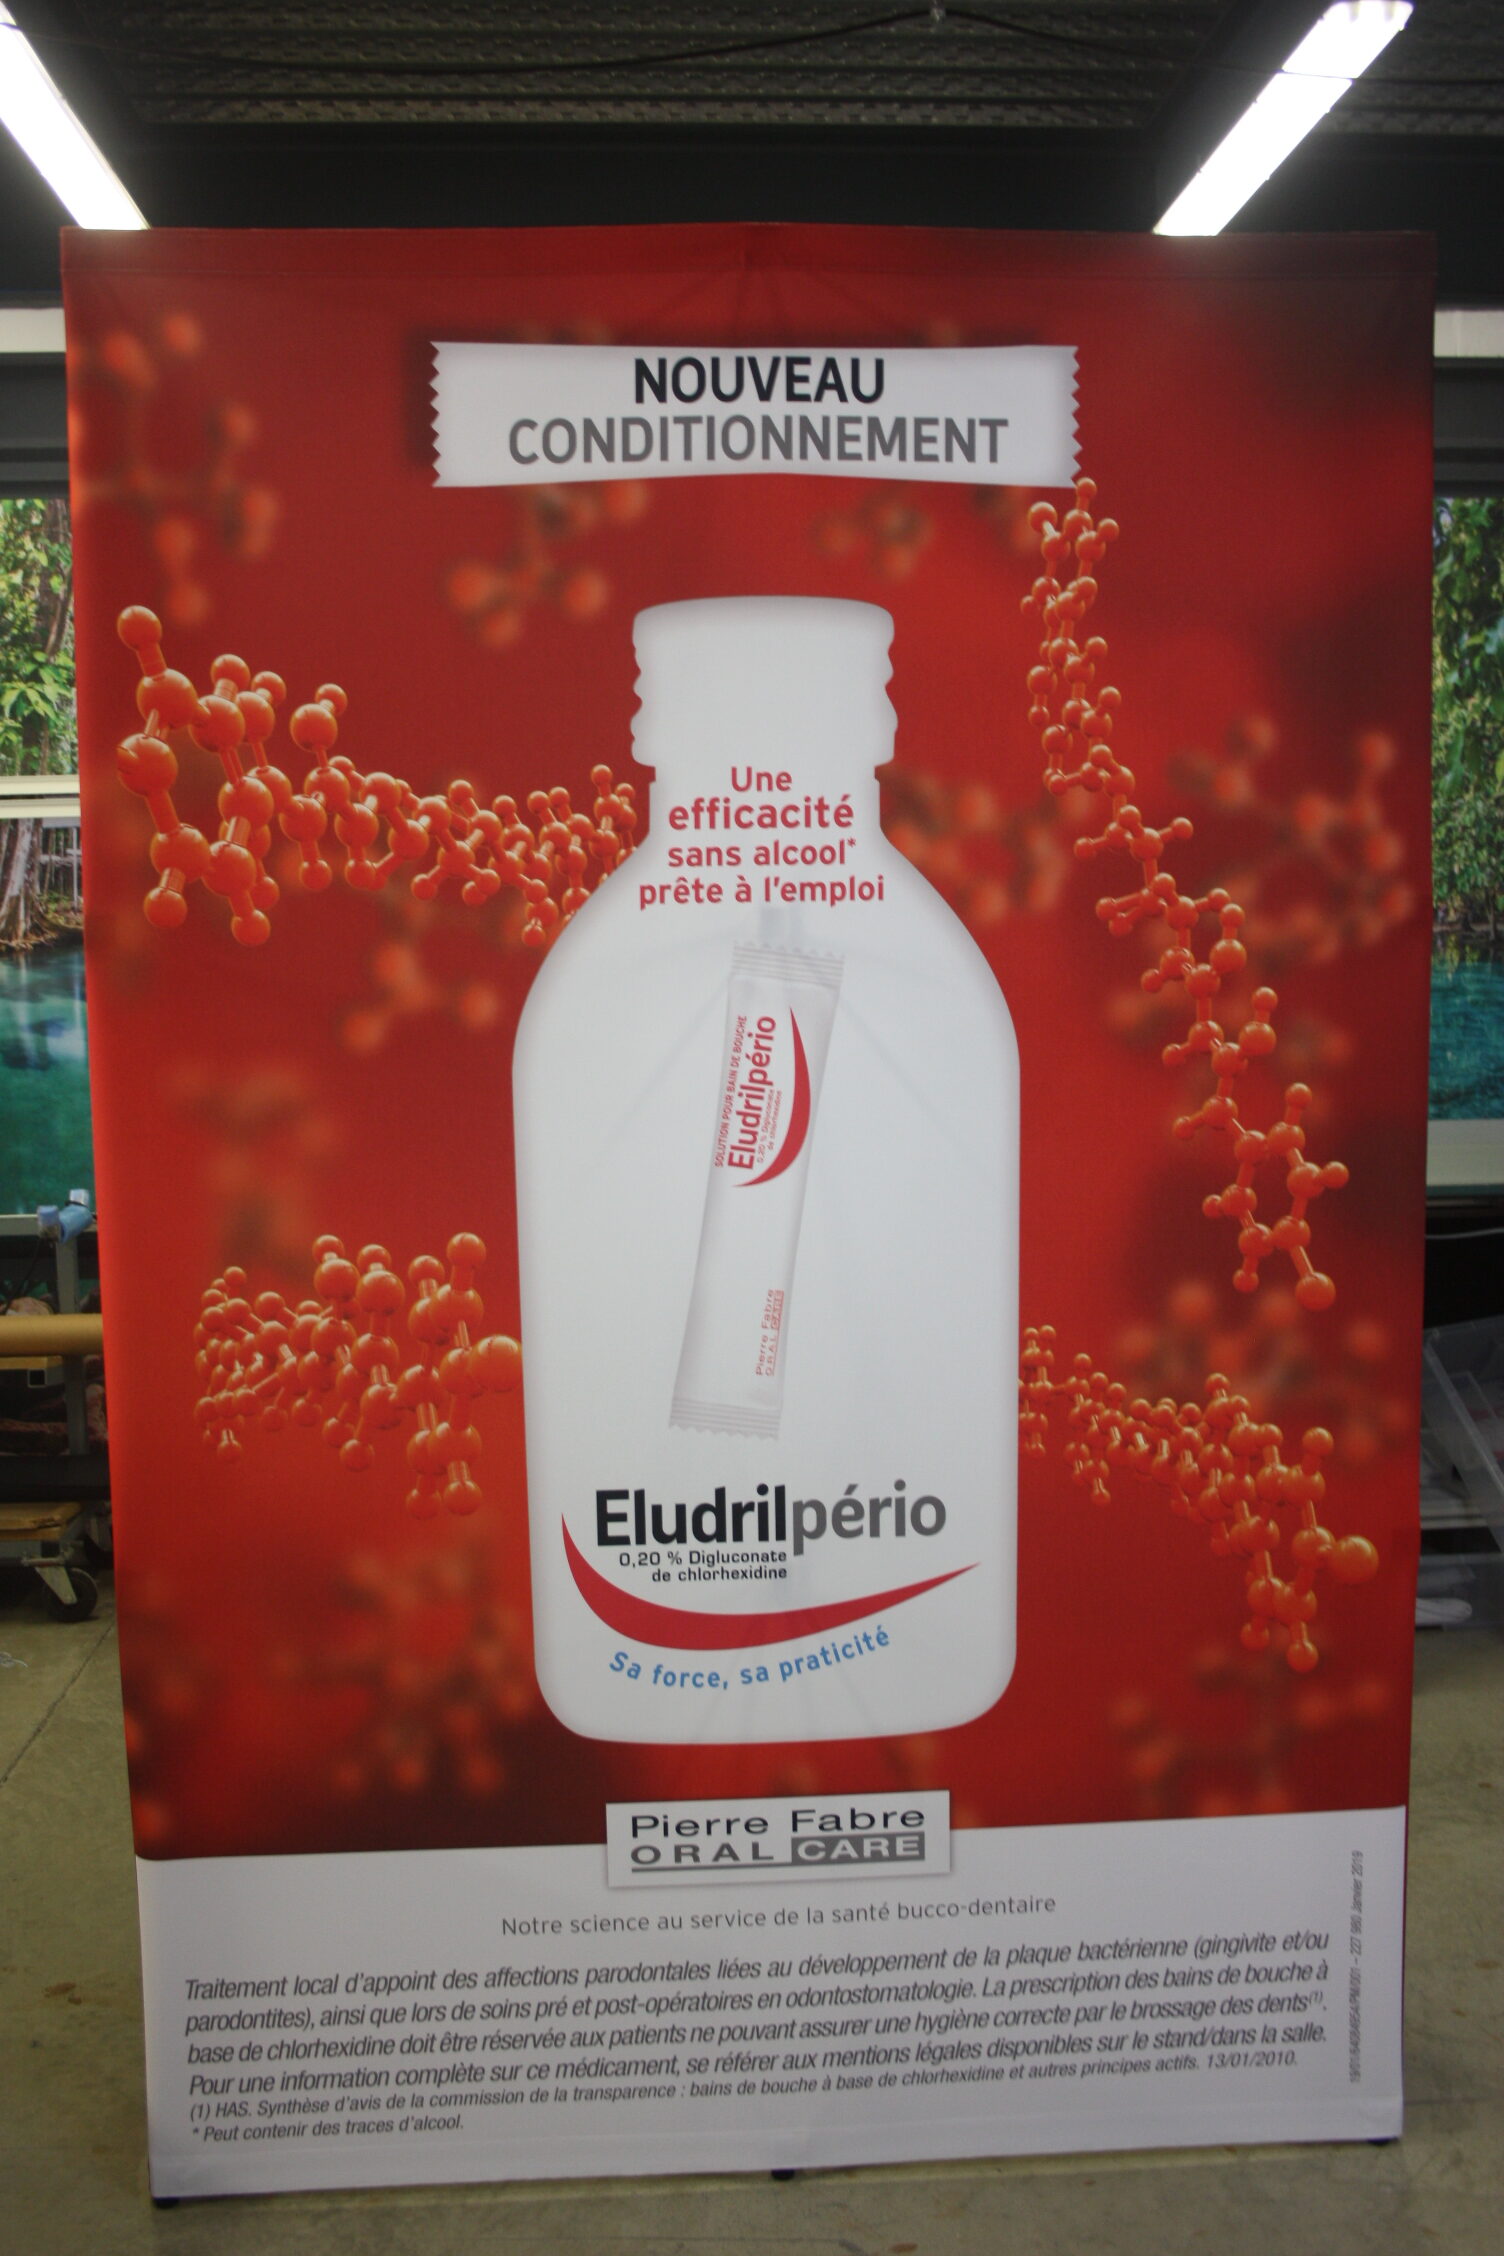 NOUVEAU
CONDITIONNEMENT
Une
efficacité
sans alcool*
prête à l'emploi
SOLUTION POUR BAIN DE BOUCHE
Eludrilpério
0,20 % Digluconate
de chlorhexidine
Pierre Fabre
ORAL CARE
Eludrilpério
0,20 % Digluconate
de chlorhexidine
Sa force, sa praticité
Pierre Fabre
ORAL CARE
Notre science au service de la santé bucco-dentaire
Traitement local d'appoint des affections parodontales liées au développement de la plaque bactérienne (gingivite et/ou
parodontites), ainsi que lors de soins pré et post-opératoires en odontostomatologie. La prescription des bains de bouche à
base de chlorhexidine doit être réservée aux patients ne pouvant assurer une hygiène correcte par le brossage des dents(1).
Pour une information complète sur ce médicament, se référer aux mentions légales disponibles sur le stand/dans la salle.
(1) HAS. Synthèse d'avis de la commission de la transparence : bains de bouche à base de chlorhexidine et autres principes actifs. 13/01/2010.
* Peut contenir des traces d'alcool.
– 227 980 Janvier 2019